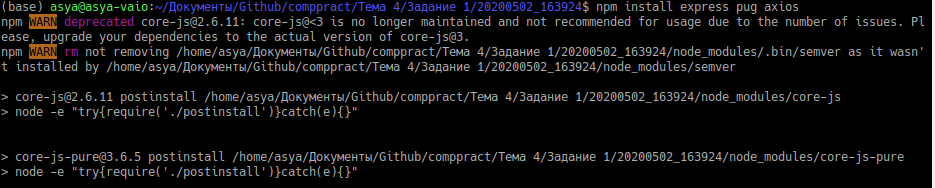 (base) asya@asya-vaio:~/Документы/Github/comppract/Тема 4/Задание 1/20200502_163924$ npm install express pug axios
npm WARN deprecated core-js@2.6.11: core-js@<3 is no longer maintained and not recommended for usage due to the number of issues. Pl
ease, upgrade your dependencies to the actual version of core-js@3.
npm WARN rm not removing /home/asya/Документы/Github/comppract/Тема 4/Задание 1/20200502_163924/node_modules/.bin/semver as it wasn'
t installed by /home/asya/Документы/Github/comppract/Тема 4/Задание 1/20200502_163924/node_modules/semver
> core-js@2.6.11 postinstall /home/asya/Документы/Github/comppract/Тема 4/Задание 1/20200502_163924/node_modules/core-js
> node -e "try{require('./postinstall')}catch(e){}"
> core-js-pure@3.6.5 postinstall /home/asya/Документы/Github/comppract/Тема 4/Задание 1/20200502_163924/node_modules/core-js-pure
> node -e "try{require('./postinstall')}catch(e){}"